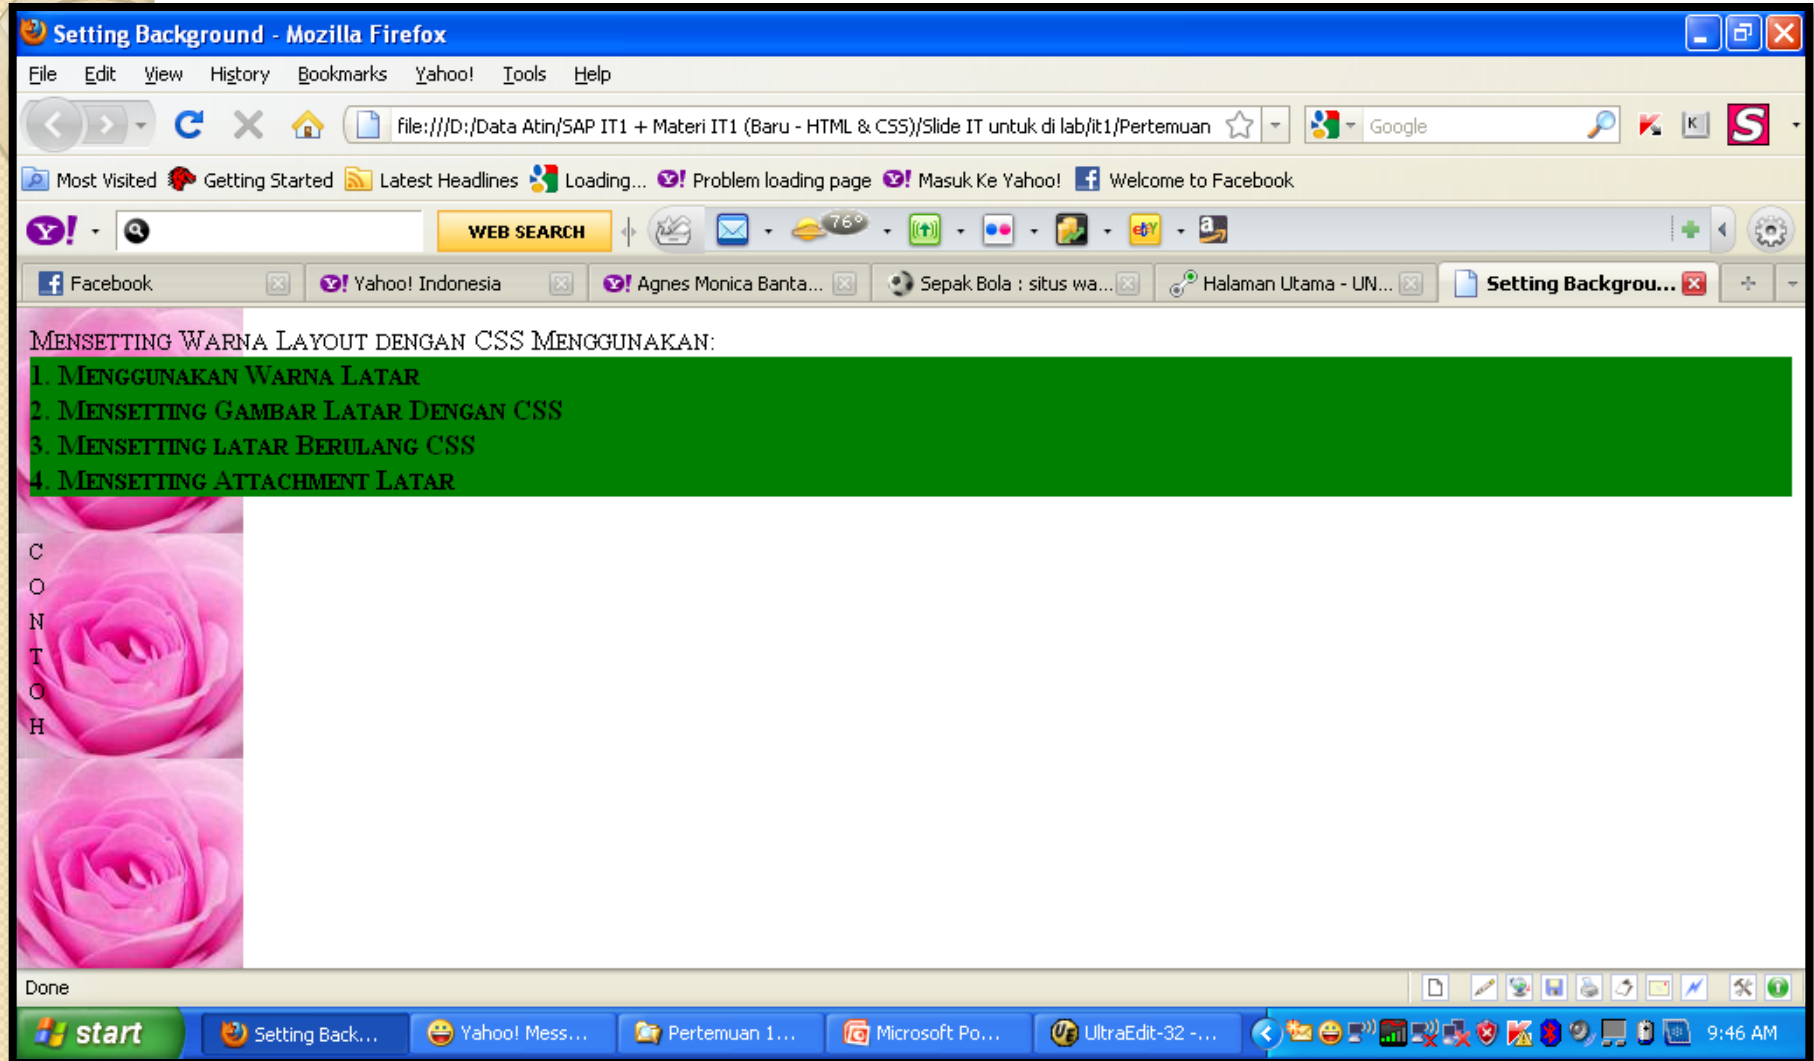 Setting Background - Mozilla Firefox
File Edit View History Bookmarks Yahoo! Tools Help
file:///D:/Data Atin/SAP IT1 + Materi IT1 (Baru - HTML & CSS)/Slide IT untuk di lab/it1/Pertemuan Google K S
Most Visited Getting Started Latest Headlines Loading... Problem loading page Masuk Ke Yahoo! Welcome to Facebook
Y! WEB SEARCH 76° ebY a
Facebook Yahoo! Indonesia Agnes Monica Banta... Sepak Bola : situs wa... Halaman Utama - UN... Setting Backgrou...
Mensetting Warna Layout dengan CSS Menggunakan:
1. Menggunakan Warna Latar
2. Mensetting Gambar Latar Dengan CSS
3. Mensetting latar Berulang CSS
4. Mensetting Attachment Latar
C
O
N
T
O
H
Done
start Setting Back... Yahoo! Mess... Pertemuan 1... Microsoft Po... UltraEdit-32 -... 9:46 AM